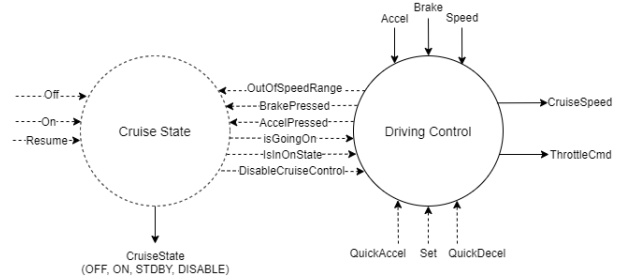 Brake
Accel
Speed
OutOfSpeedRange
Off
BrakePressed
CruiseSpeed
On
AccelPressed
Cruise State
Driving Control
Resume
isGoingOn
IsInOnState
ThrottleCmd
DisableCruiseControl
QuickAccel
Set
QuickDecel
CruiseState
(OFF, ON, STDBY, DISABLE)